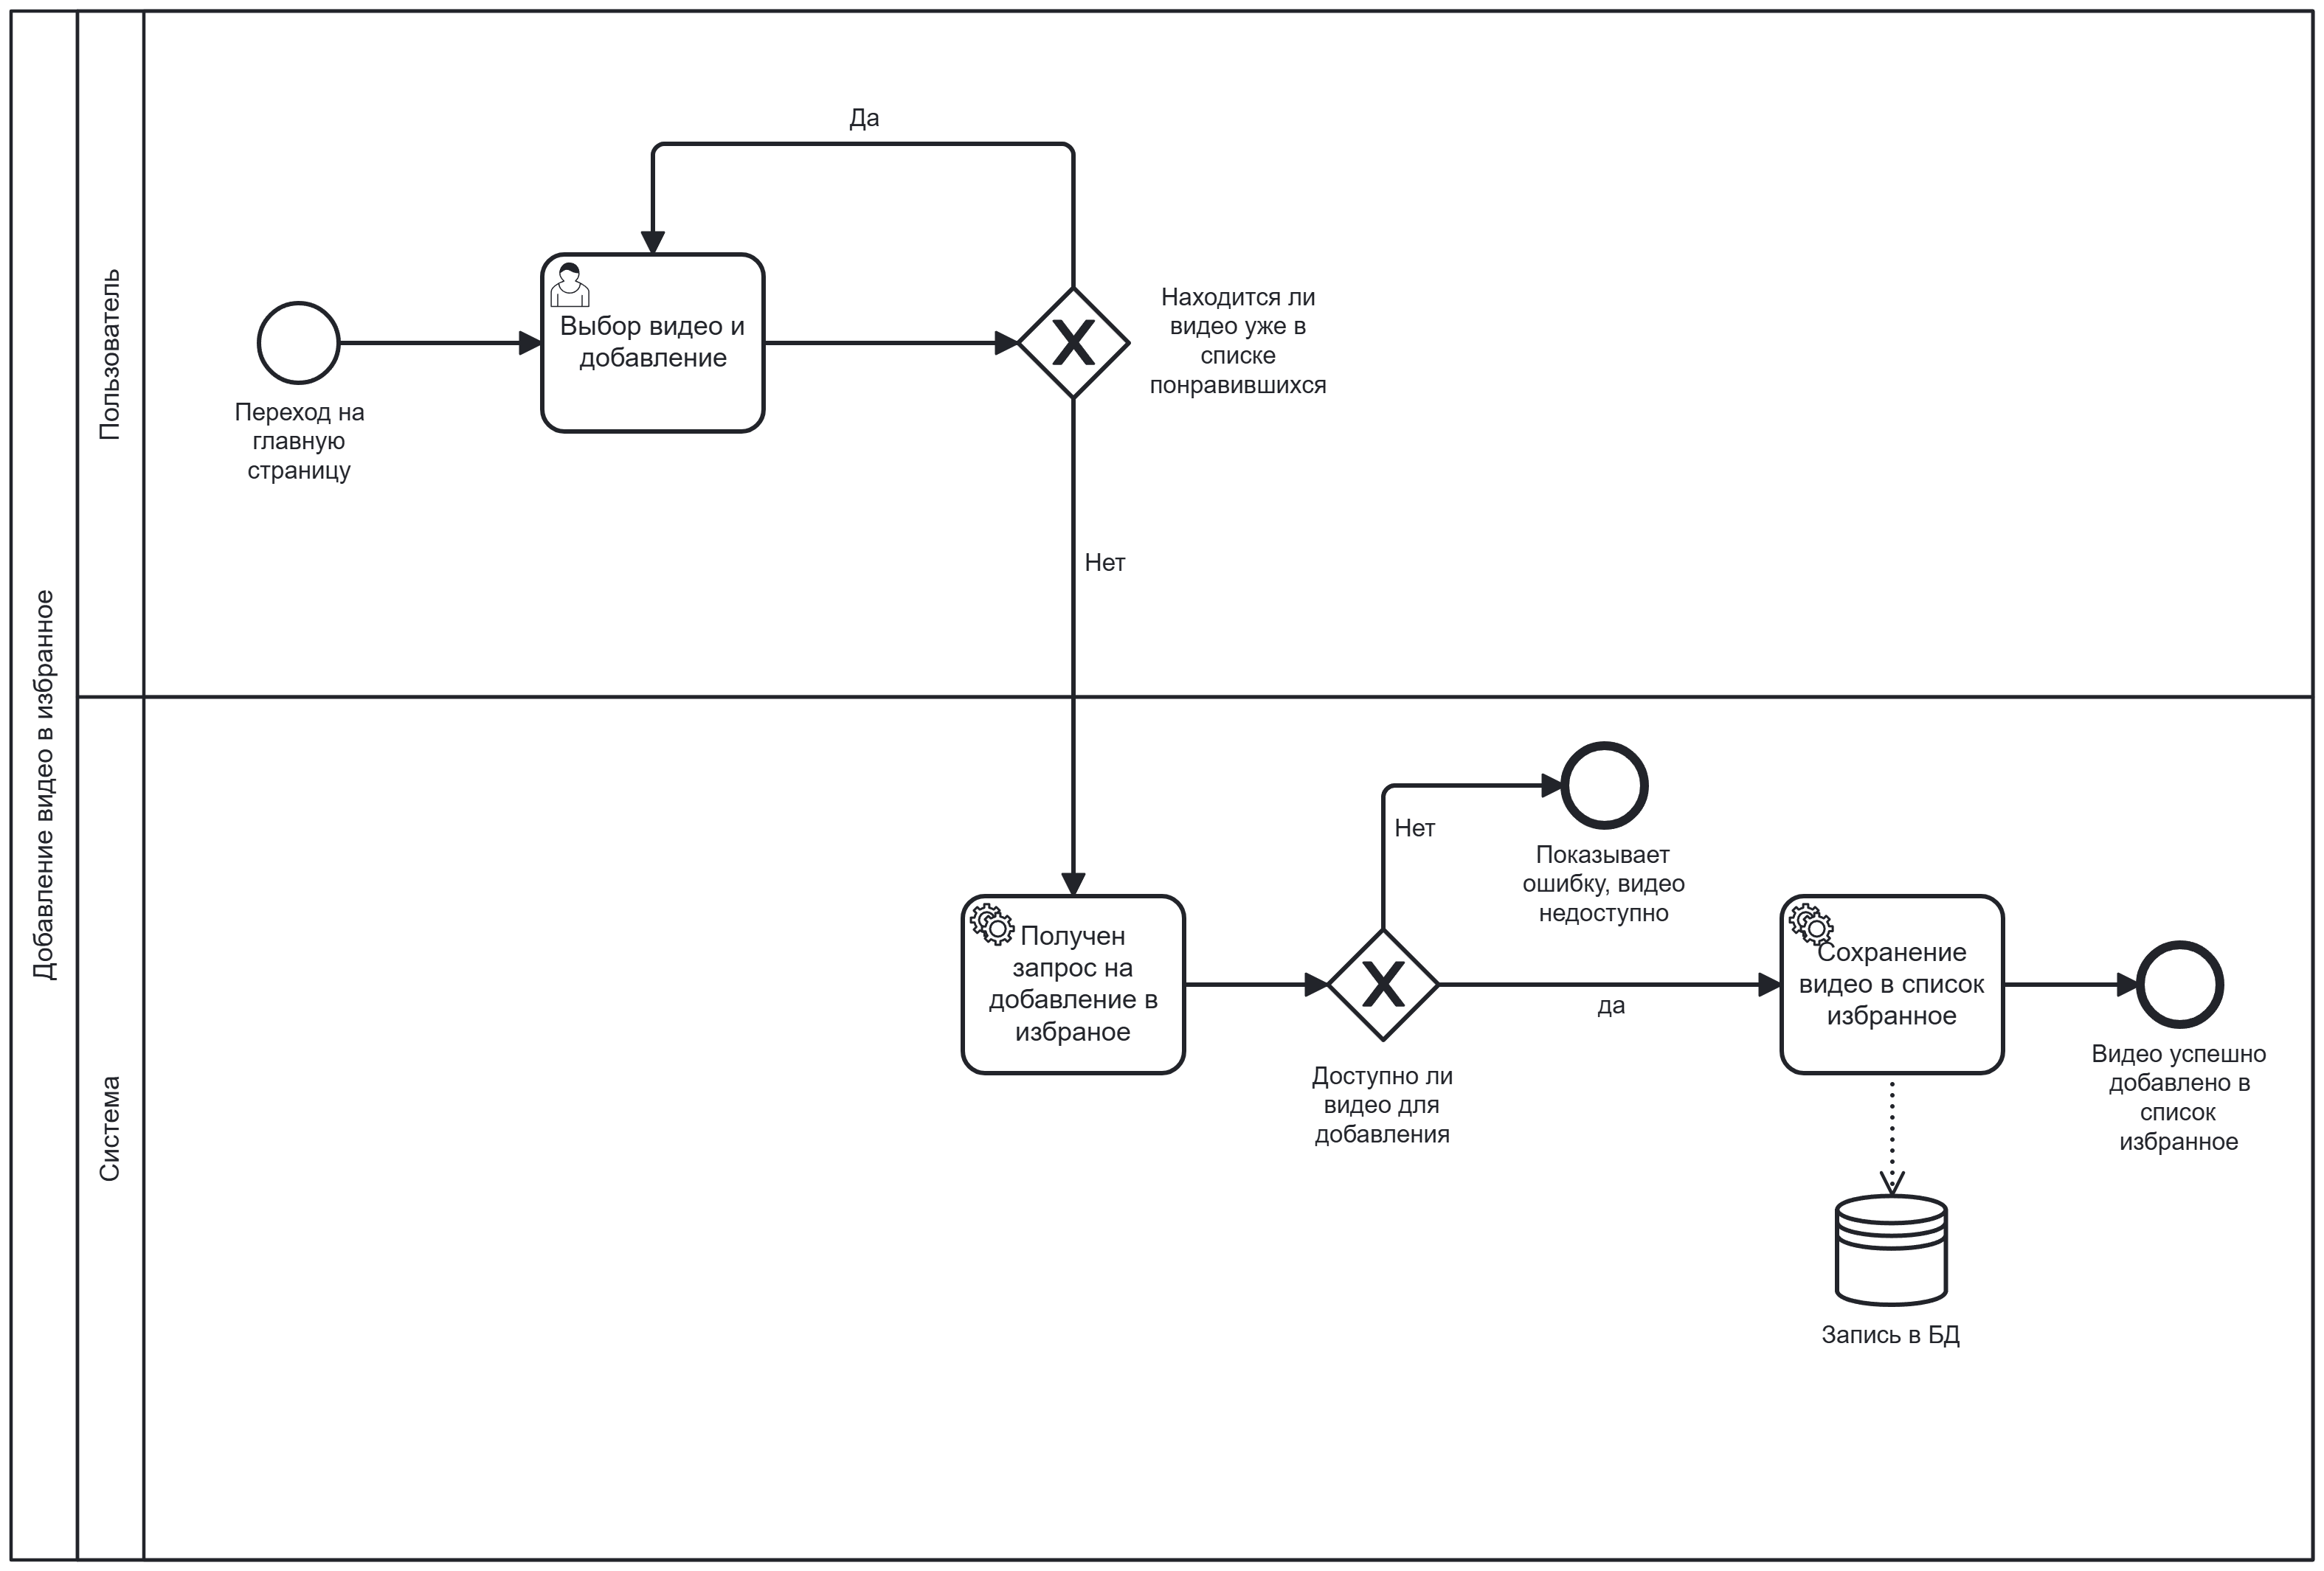 Добавление видео в избранное
Пользователь
Да
Переход на
главную
страницу
Выбор видео и
добавление
Находится ли
видео уже в
списке
понравившихся
Нет
Система
Получен
запрос на
добавление в
избраное
Нет
Показывает
ошибку, видео
недоступно
Доступно ли
видео для
добавления
да
Сохранение
видео в список
избранное
Запись в БД
Видео успешно
добавлено в
список
избранное